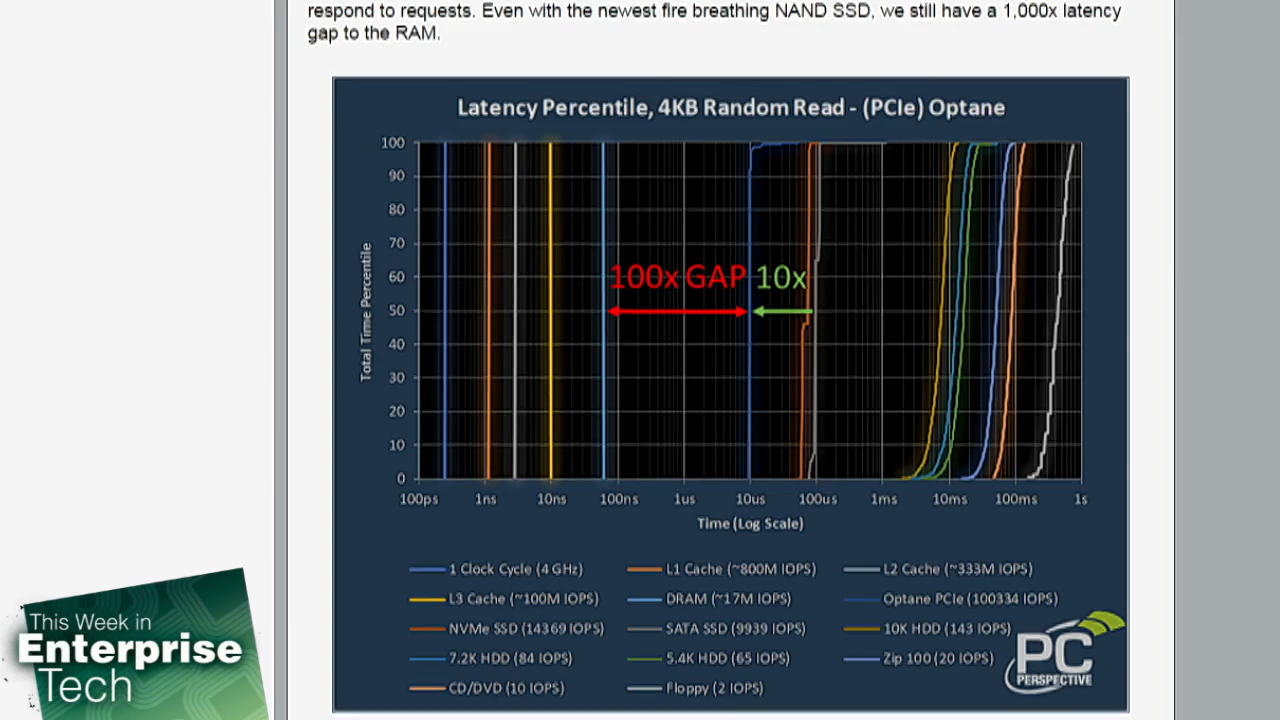 respond to requests. Even with the newest fire breathing NAND SSD, we still have a 1,000x latency
gap to the RAM.
Latency Percentile, 4KB Random Read - (PCIe) Optane
Total Time Percentile
100
90
80
70
60
50
40
30
20
10
0
100x GAP 10x
100ps 1ns 10ns 100ns 1us 10us 100us 1ms 10ms 100ms 1s
Time (Log Scale)
1 Clock Cycle (4 GHz) L1 Cache (~800M IOPS) L2 Cache (~333M IOPS)
L3 Cache (~100M IOPS) DRAM (~17M IOPS) Optane PCIe (100334 IOPS)
NVMe SSD (14369 IOPS) SATA SSD (9939 IOPS) 10K HDD (143 IOPS)
7.2K HDD (84 IOPS) 5.4K HDD (65 IOPS) Zip 100 (20 IOPS)
CD/DVD (10 IOPS) Floppy (2 IOPS)
PC
PERSPECTIVE
This Week in
Enterprise
Tech